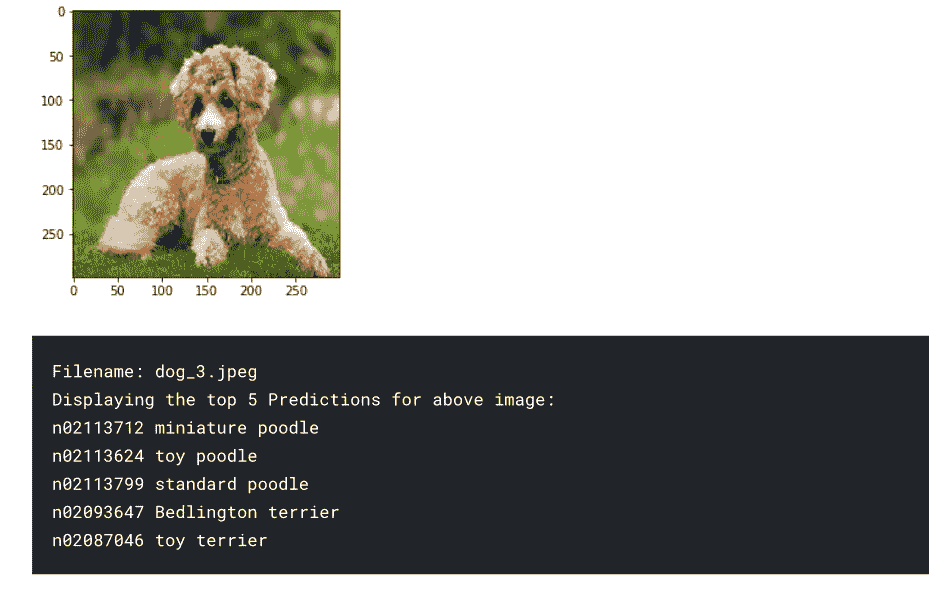 0
50
100
150
200
250
0 50 100 150 200 250
Filename: dog_3.jpeg
Displaying the top 5 Predictions for above image:
n02113712 miniature poodle
n02113624 toy poodle
n02113799 standard poodle
n02093647 Bedlington terrier
n02087046 toy terrier